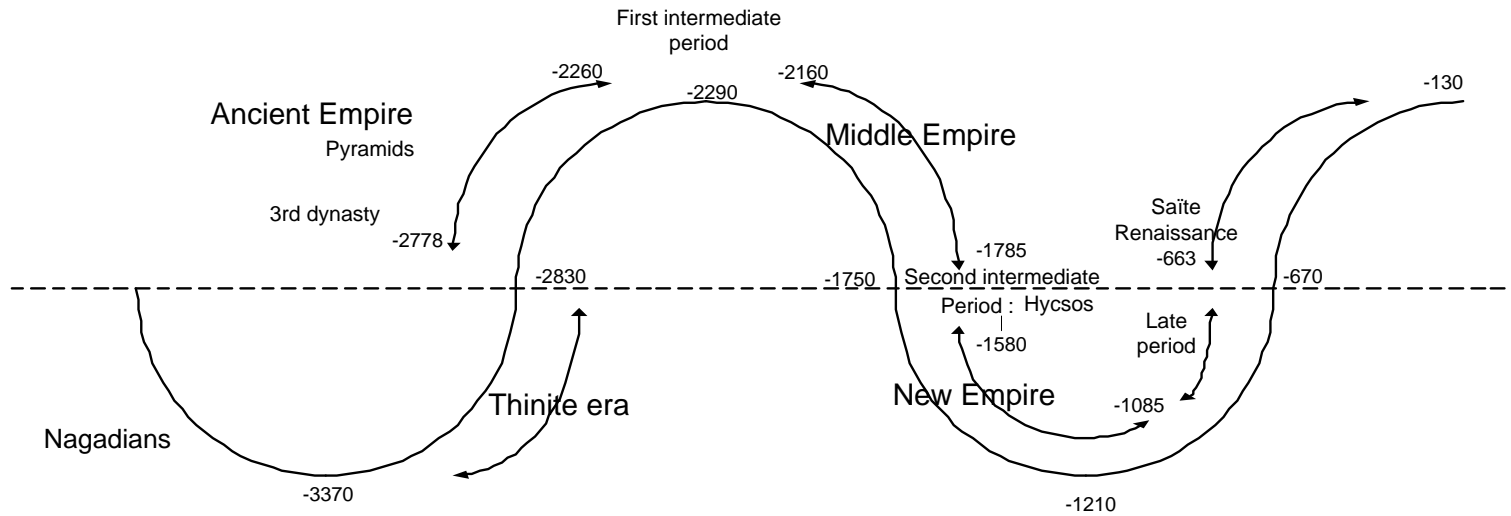 First intermediate
period
-2260
-2160
-2290
-130
Ancient Empire
Middle Empire
Pyramids
3rd dynasty
Saïte
Renaissance
-2778
-1785
-663
-2830
-1750
Second intermediate
-670
Period : Hycsos
Late
period
-1580
New Empire
-1085
Thinite era
Nagadians
-3370
-1210